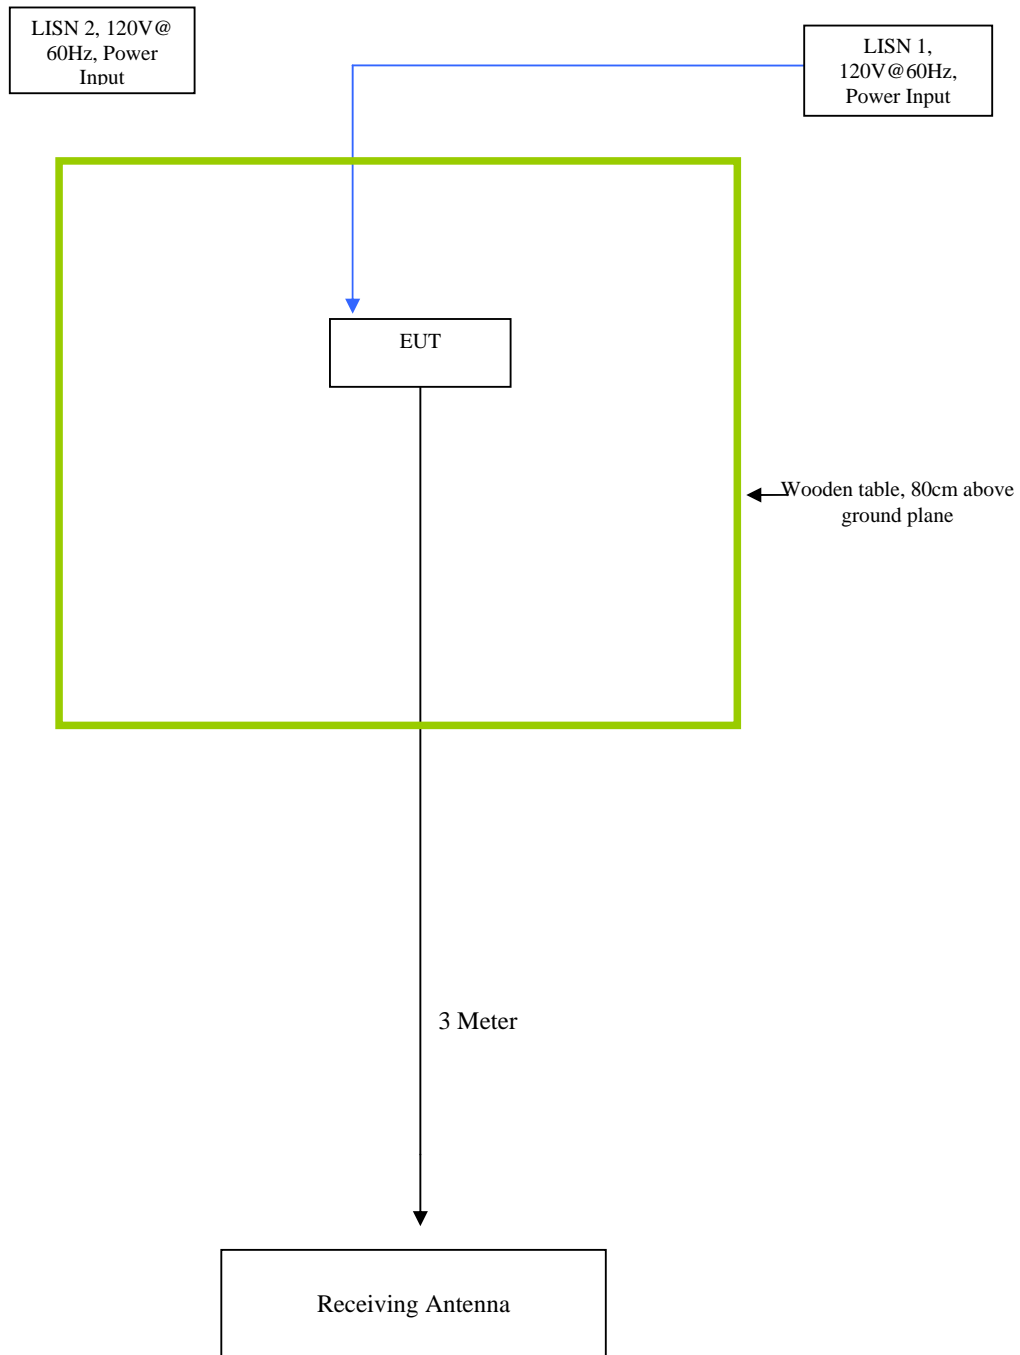 LISN 2, 120V@
60Hz, Power
Input
LISN 1,
120V@60Hz,
Power Input
EUT
Wooden table, 80cm above
ground plane
3 Meter
Receiving Antenna